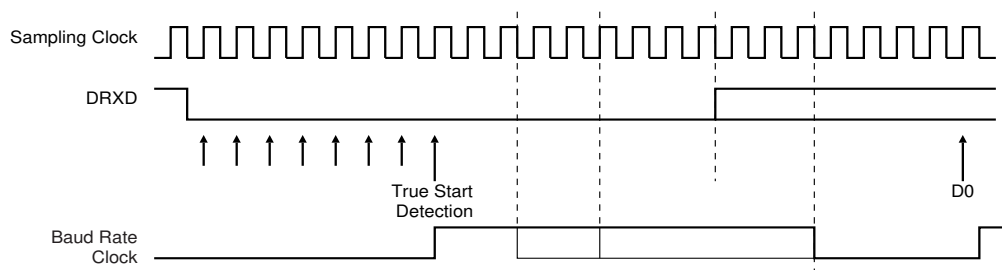 Sampling Clock
DRXD
True Start
Detection
D0
Baud Rate
Clock